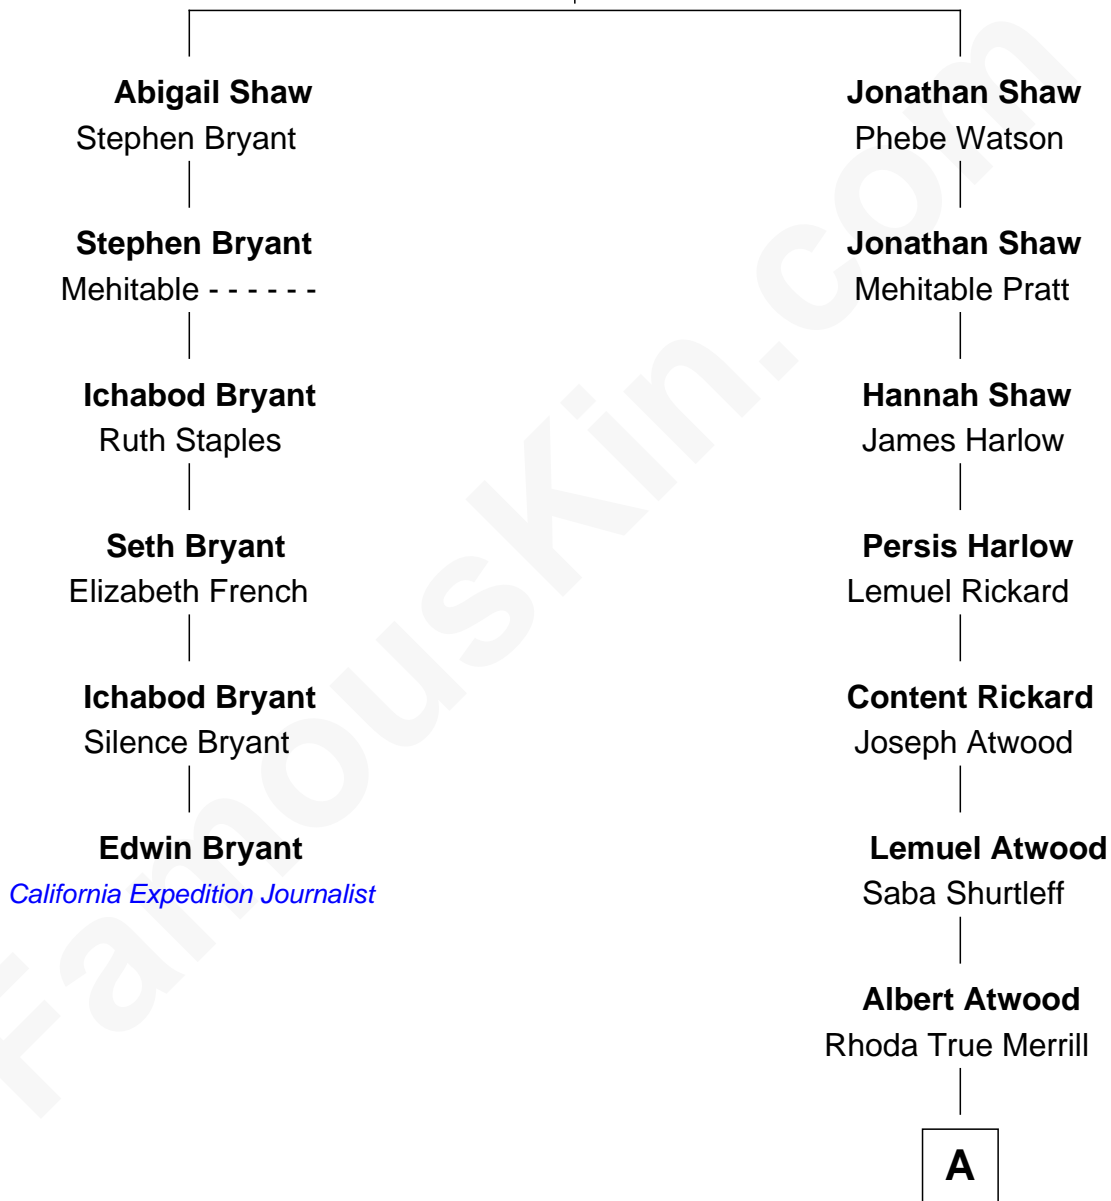 Abigail Shaw
Stephen Bryant
Stephen Bryant
Mehitable - - - - - -
Ichabod Bryant
Ruth Staples
Seth Bryant
Elizabeth French
Ichabod Bryant
Silence Bryant
Edwin Bryant
California Expedition Journalist
Jonathan Shaw
Phebe Watson
Jonathan Shaw
Mehitable Pratt
Hannah Shaw
James Harlow
Persis Harlow
Lemuel Rickard
Content Rickard
Joseph Atwood
Lemuel Atwood
Saba Shurtleff
Albert Atwood
Rhoda True Merrill
A
FamousKin.com